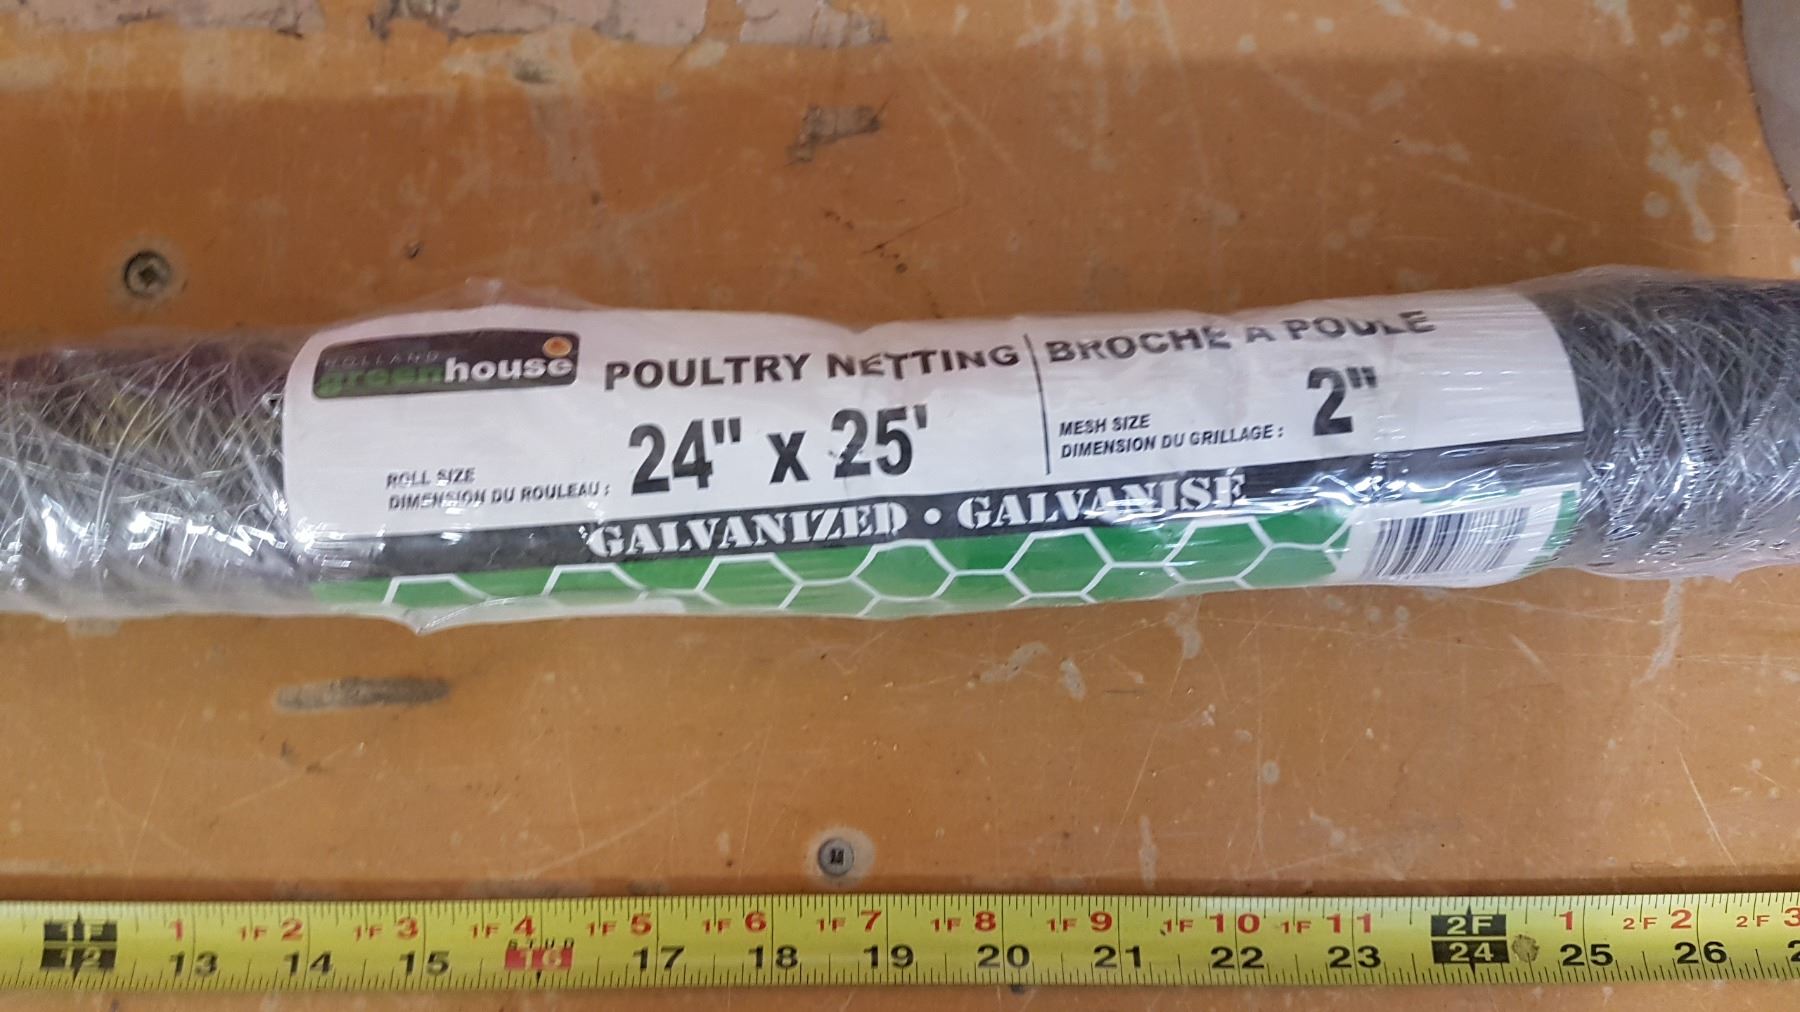 HOLLAND
greenhouse
POULTRY NETTING
BROCHE A POULE
ROLL SIZE
DIMENSION DU ROULEAU :
24" x 25'
MESH SIZE
DIMENSION DU GRILLAGE :
2"
GALVANIZED • GALVANISÉ
1F 1 1F 2 1F 3 1F 4 1F 5 1F 6 1F 7 1F 8 1F 9 1F 10 1F 11 2F 1 2F 2 2F 3
STUD
12 13 14 15 16 17 18 19 20 21 22 23 24 25 26